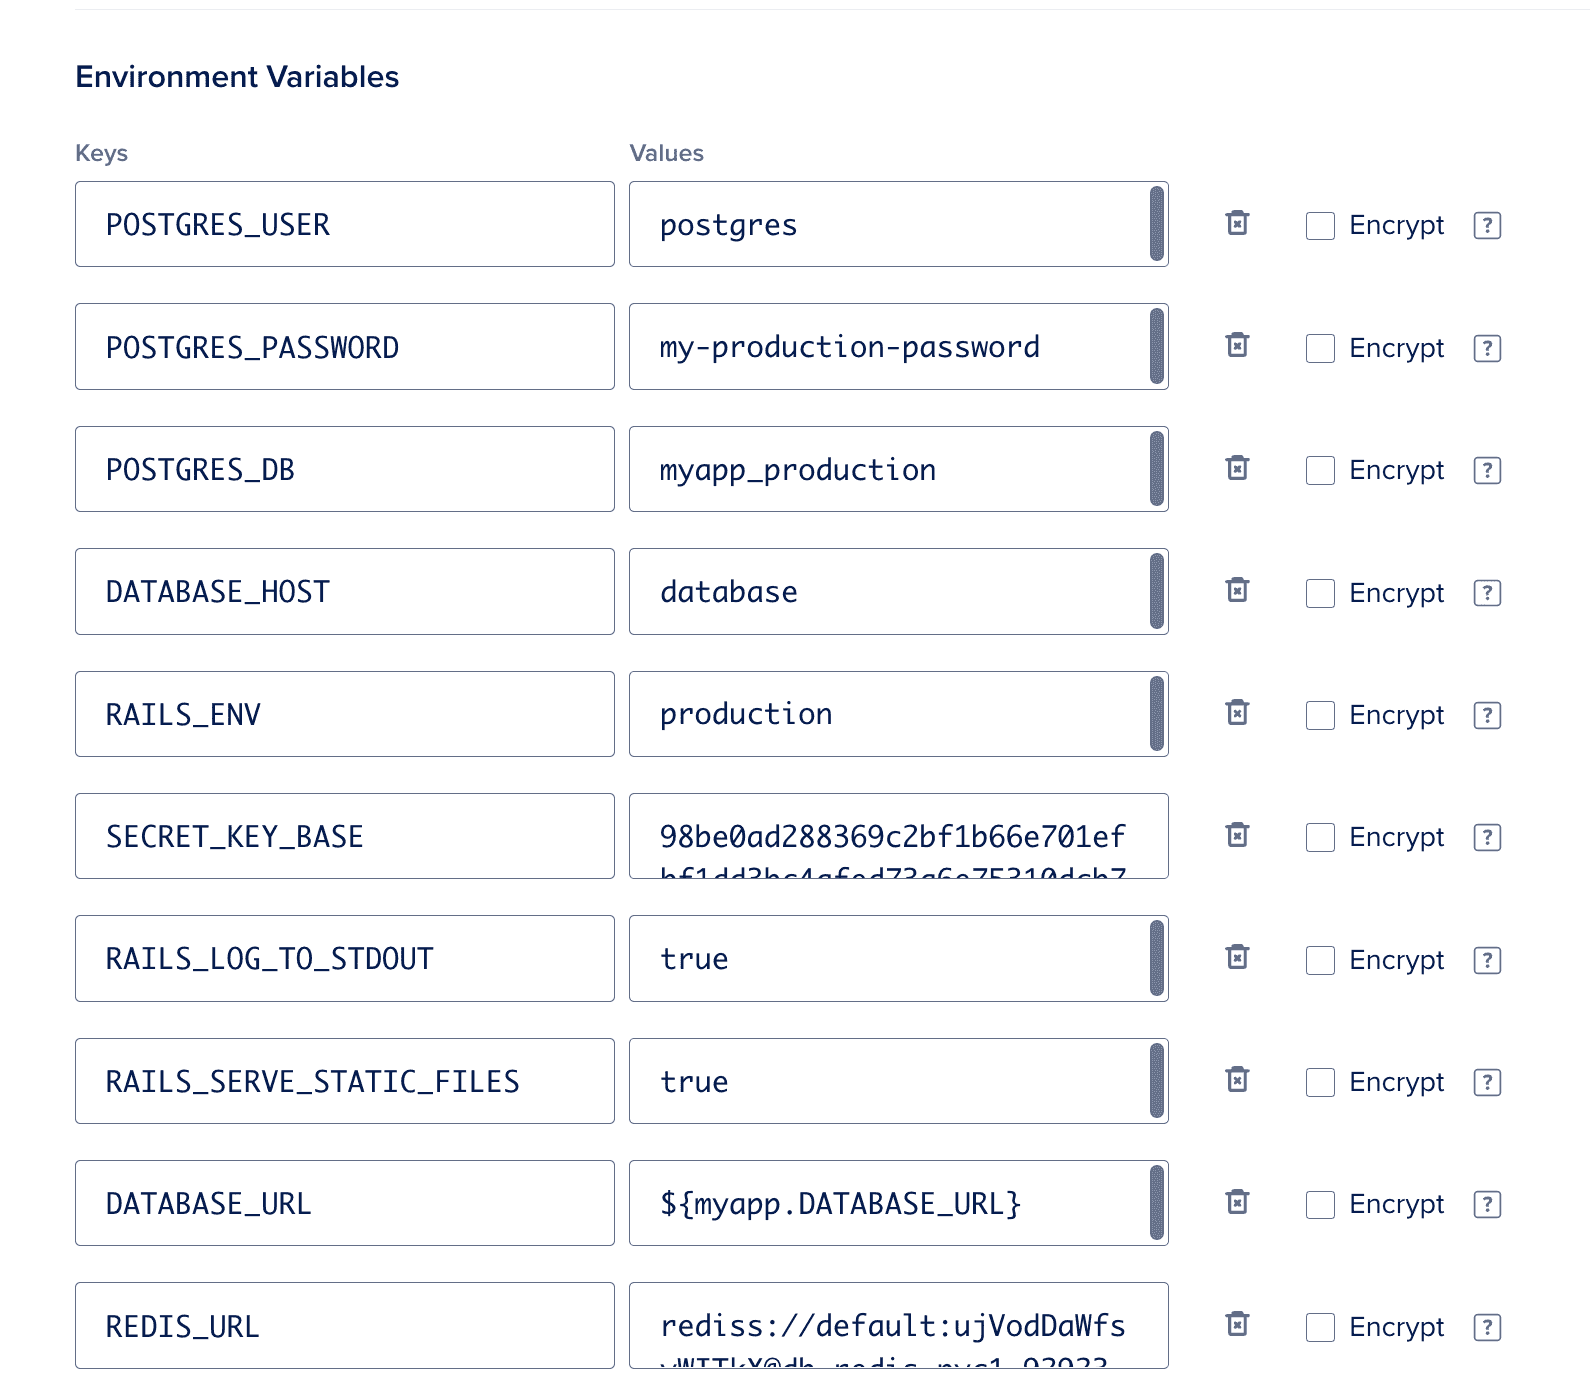 Environment Variables
Keys Values
POSTGRES_USER postgres Encrypt ?
POSTGRES_PASSWORD my-production-password Encrypt ?
POSTGRES_DB myapp_production Encrypt ?
DATABASE_HOST database Encrypt ?
RAILS_ENV production Encrypt ?
SECRET_KEY_BASE 98be0ad288369c2bf1b66e701ef Encrypt ?
RAILS_LOG_TO_STDOUT true Encrypt ?
RAILS_SERVE_STATIC_FILES true Encrypt ?
DATABASE_URL ${myapp.DATABASE_URL} Encrypt ?
REDIS_URL rediss://default:ujVodDaWfs Encrypt ?